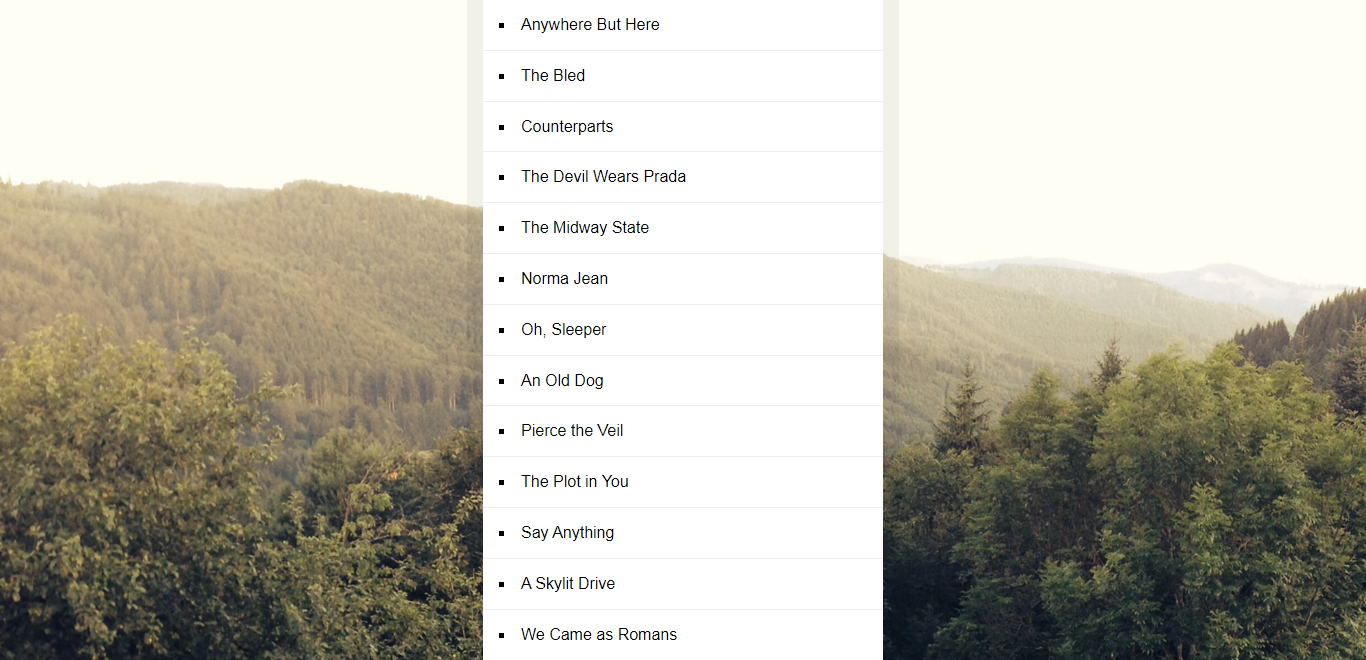 Anywhere But Here
The Bled
Counterparts
The Devil Wears Prada
The Midway State
Norma Jean
Oh, Sleeper
An Old Dog
Pierce the Veil
The Plot in You
Say Anything
A Skylit Drive
We Came as Romans